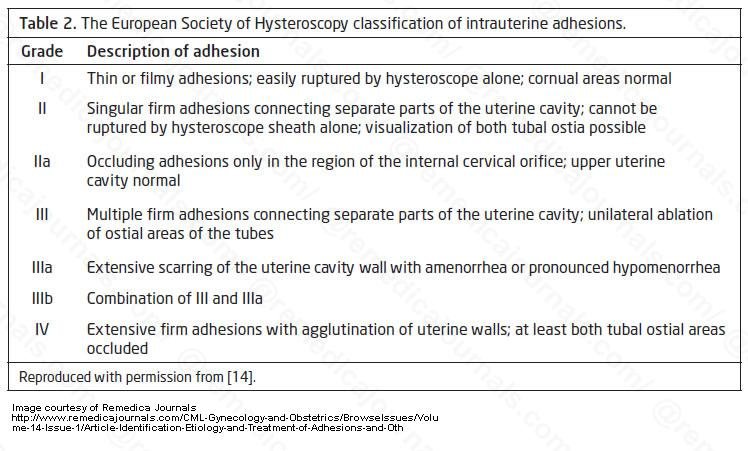 Table 2. The European Society of Hysteroscopy classification of intrauterine adhesions.
Grade Description of adhesion
I Thin or filmy adhesions; easily ruptured by hysteroscope alone; cornual areas normal
II Singular firm adhesions connecting separate parts of the uterine cavity; cannot be
ruptured by hysteroscope sheath alone; visualization of both tubal ostia possible
IIa Occluding adhesions only in the region of the internal cervical orifice; upper uterine
cavity normal
III Multiple firm adhesions connecting separate parts of the uterine cavity; unilateral ablation
of ostial areas of the tubes
IIIa Extensive scarring of the uterine cavity wall with amenorrhea or pronounced hypomenorrhea
IIIb Combination of III and IIIa
IV Extensive firm adhesions with agglutination of uterine walls; at least both tubal ostial areas
occluded
Reproduced with permission from [14].
Image courtesy of Remedica Journals
http://www.remedicajournals.com/CML-Gynecology-and-Obstetrics/BrowseIssues/Volu
me-14-Issue-1/Article-Identification-Etiology-and-Treatment-of-Adhesions-and-Oth
@remedicajournals.com/